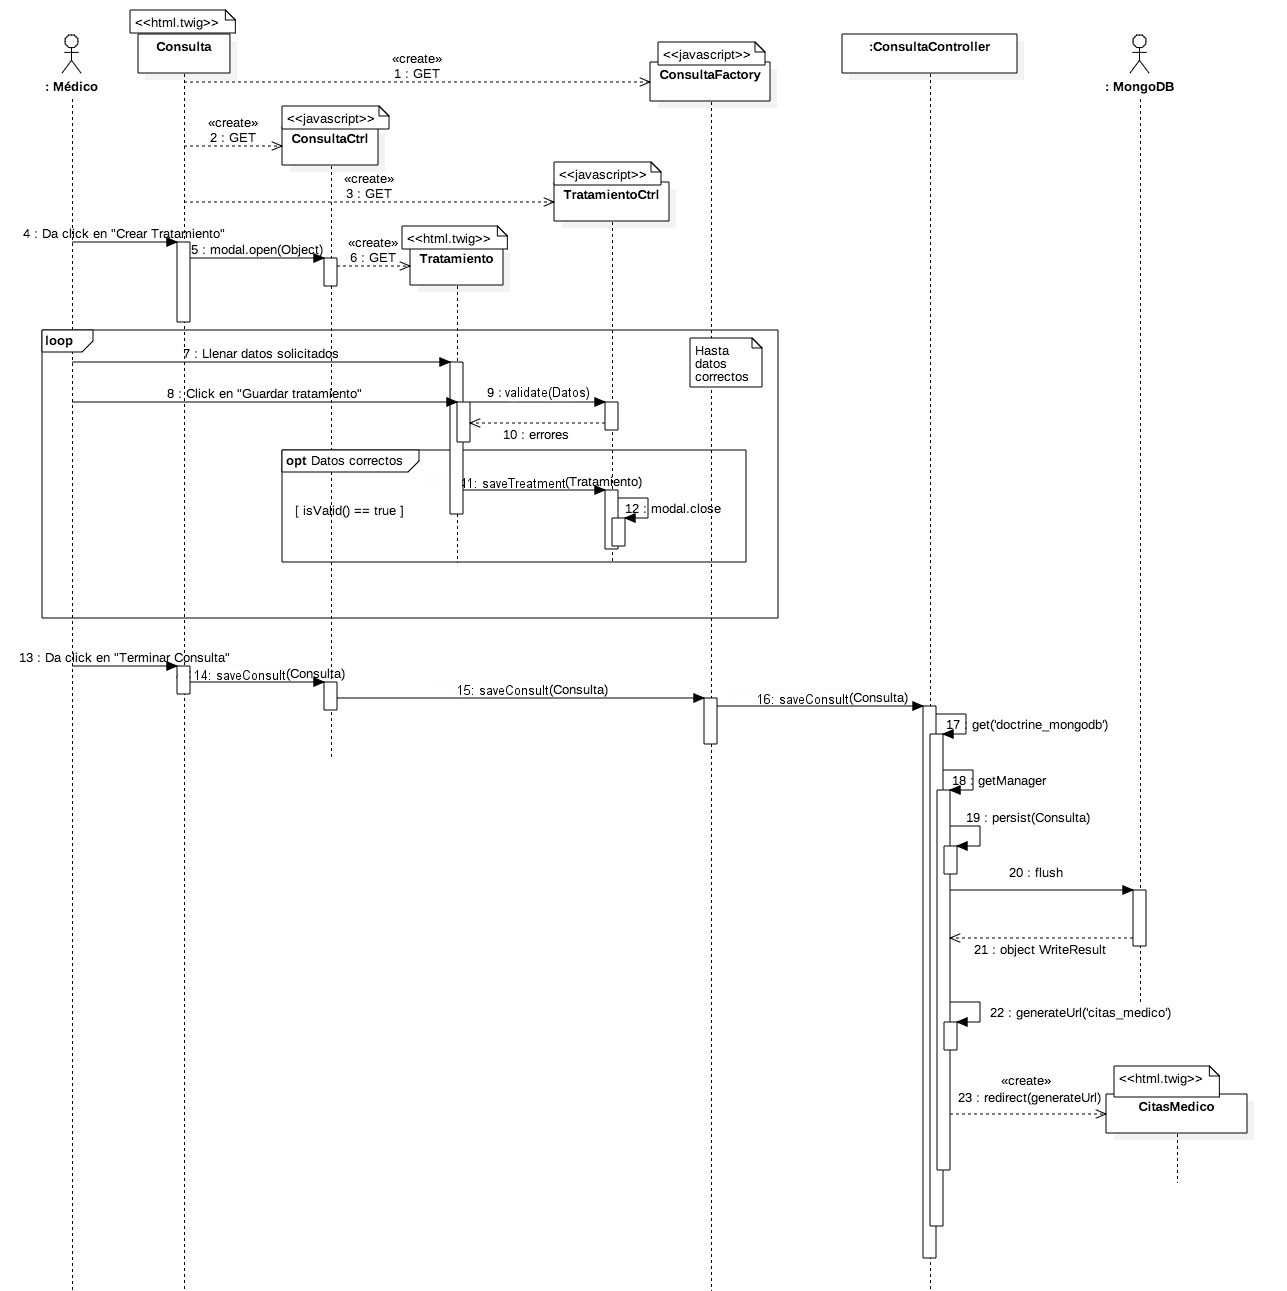 <<html.twig>>
Consulta
: Médico
«create»
1 : GET
<<javascript>>
ConsultaFactory
:ConsultaController
: MongoDB
«create»
2 : GET
<<javascript>>
ConsultaCtrl
«create»
3 : GET
<<javascript>>
TratamientoCtrl
4 : Da click en "Crear Tratamiento"
5 : modal.open(Object)
«create»
6 : GET
<<html.twig>>
Tratamiento
loop
Hasta
datos
correctos
7 : Llenar datos solicitados
8 : Click en "Guardar tratamiento"
9 : validate(Datos)
10 : errores
opt Datos correctos
11: saveTreatment(Tratamiento)
[ isValid() == true ]
12 : modal.close
13 : Da click en "Terminar Consulta"
14: saveConsult(Consulta)
15: saveConsult(Consulta)
16: saveConsult(Consulta)
17 : get('doctrine_mongodb')
18 : getManager
19 : persist(Consulta)
20 : flush
21 : object WriteResult
22 : generateUrl('citas_medico')
«create»
23 : redirect(generateUrl)
<<html.twig>>
CitasMedico